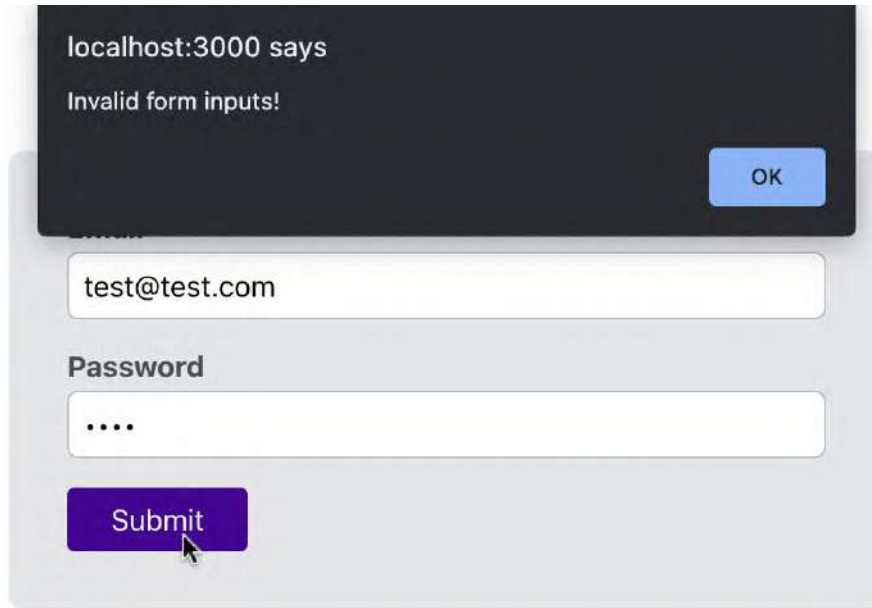 localhost:3000 says
Invalid form inputs!
OK
test@test.com
Password
••••
Submit